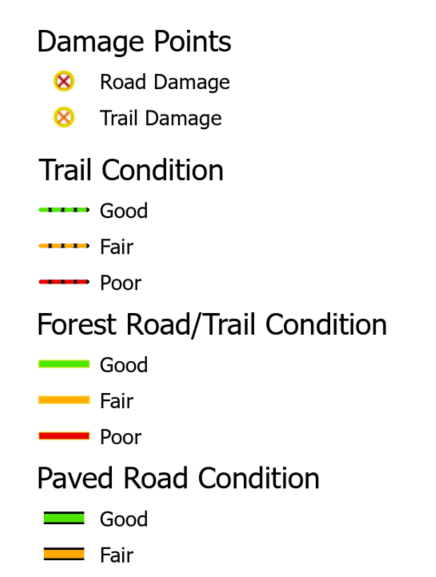 Damage Points
Road Damage
Trail Damage
Trail Condition
Good
Fair
Poor
Forest Road/Trail Condition
Good
Fair
Poor
Paved Road Condition
Good
Fair